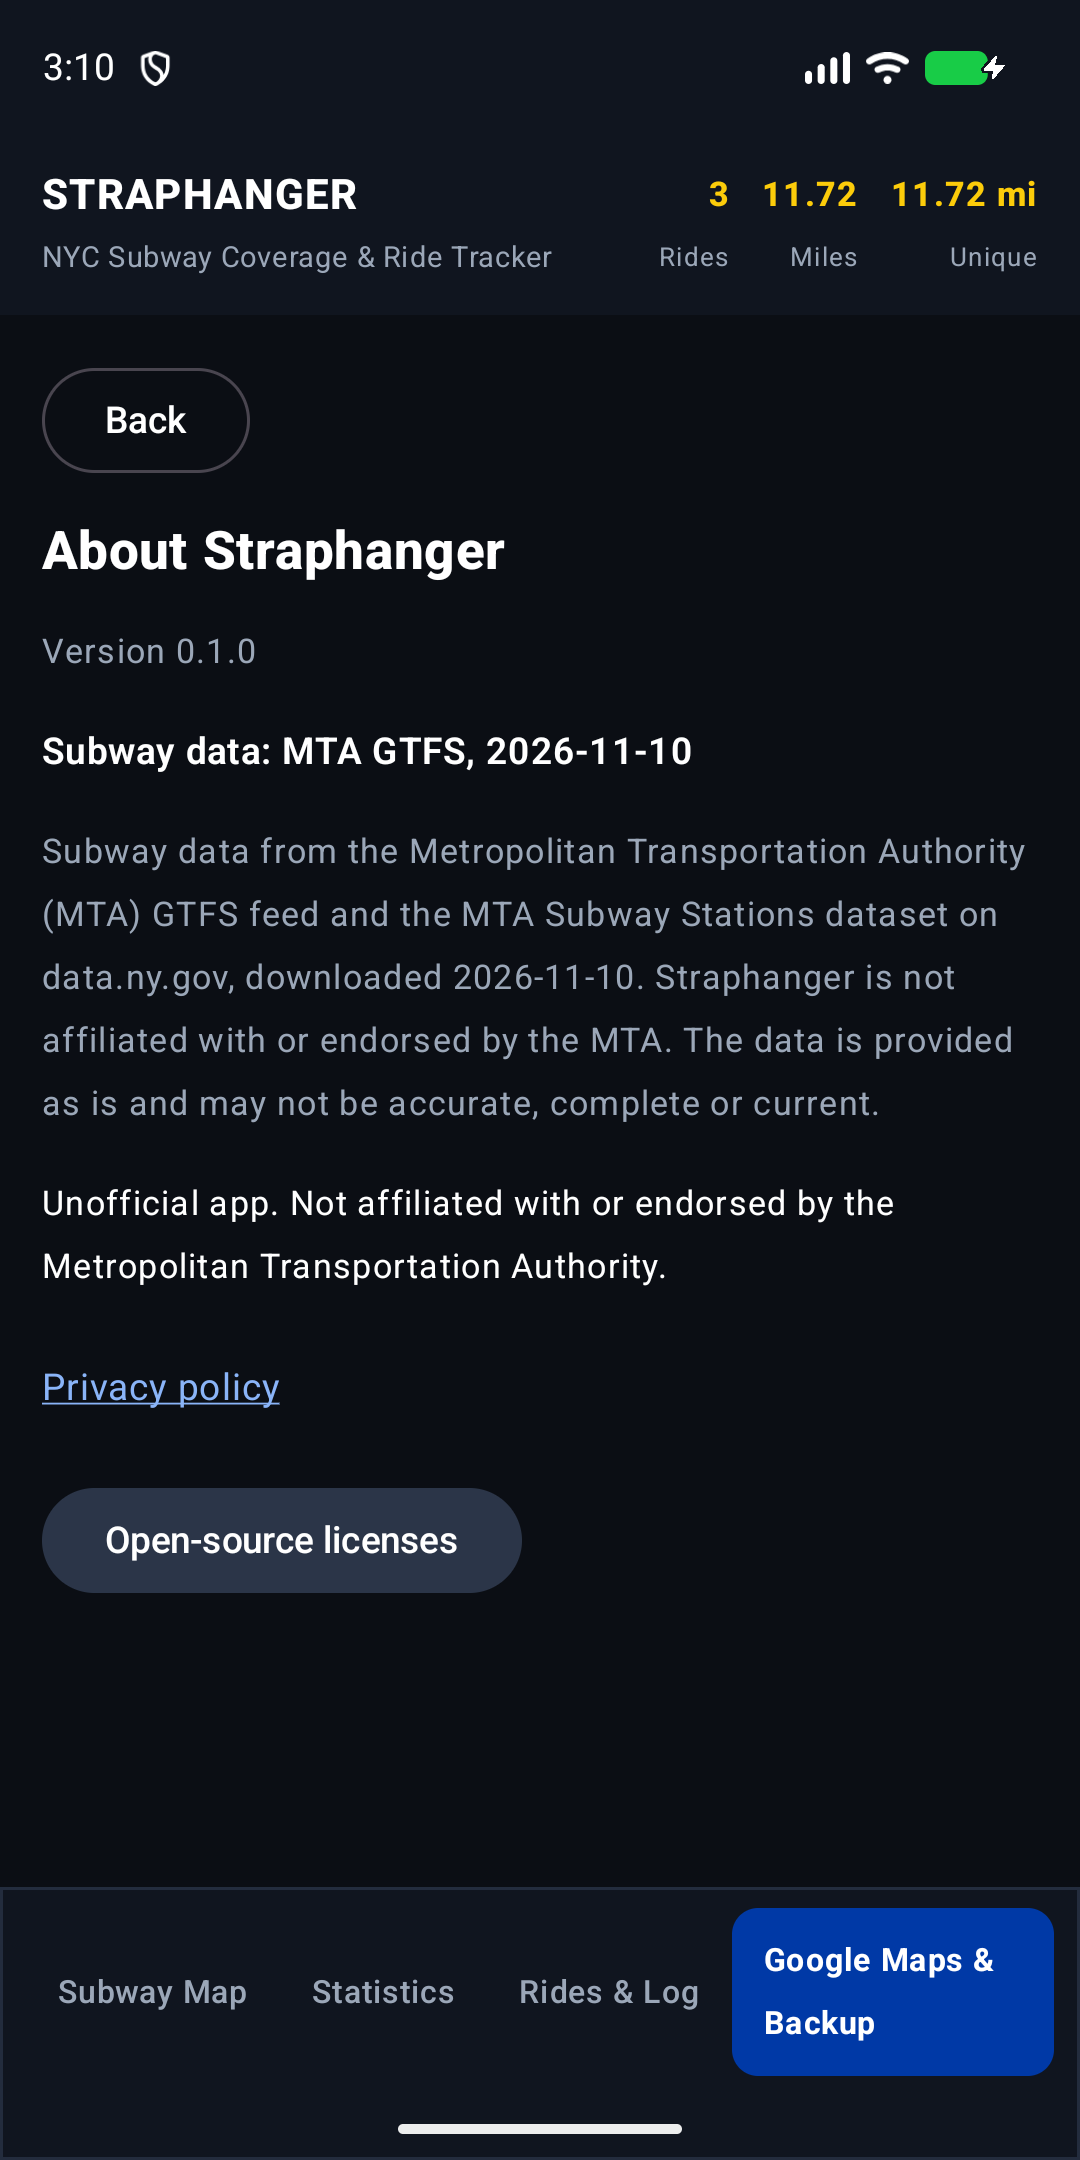 3:10
STRAPHANGER
3 11.72 11.72 mi
NYC Subway Coverage & Ride Tracker
Rides Miles Unique
Back
About Straphanger
Version 0.1.0
Subway data: MTA GTFS, 2026-11-10
Subway data from the Metropolitan Transportation Authority
(MTA) GTFS feed and the MTA Subway Stations dataset on
data.ny.gov, downloaded 2026-11-10. Straphanger is not
affiliated with or endorsed by the MTA. The data is provided
as is and may not be accurate, complete or current.
Unofficial app. Not affiliated with or endorsed by the
Metropolitan Transportation Authority.
Privacy policy
Open-source licenses
Subway Map
Statistics
Rides & Log
Google Maps &
Backup